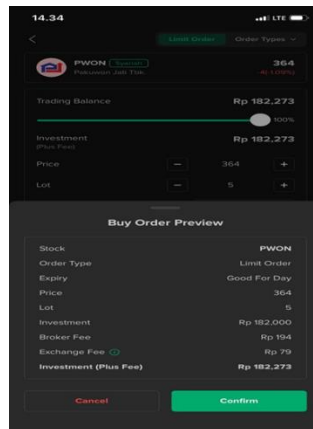 14.34
LTE
Limit Order
Order Types
PWON Syariah
364
Pakuwon Jati Tbk.
-4(-1.09%)
Trading Balance
Rp 182,273
100%
Investment
Rp 182,273
(Plus Fee)
Price
−
364
+
Lot
−
5
+
Buy Order Preview
Stock
PWON
Order Type
Limit Order
Expiry
Good For Day
Price
364
Lot
5
Investment
Rp 182,000
Broker Fee
Rp 194
Exchange Fee
Rp 79
Investment (Plus Fee)
Rp 182,273
Cancel
Confirm